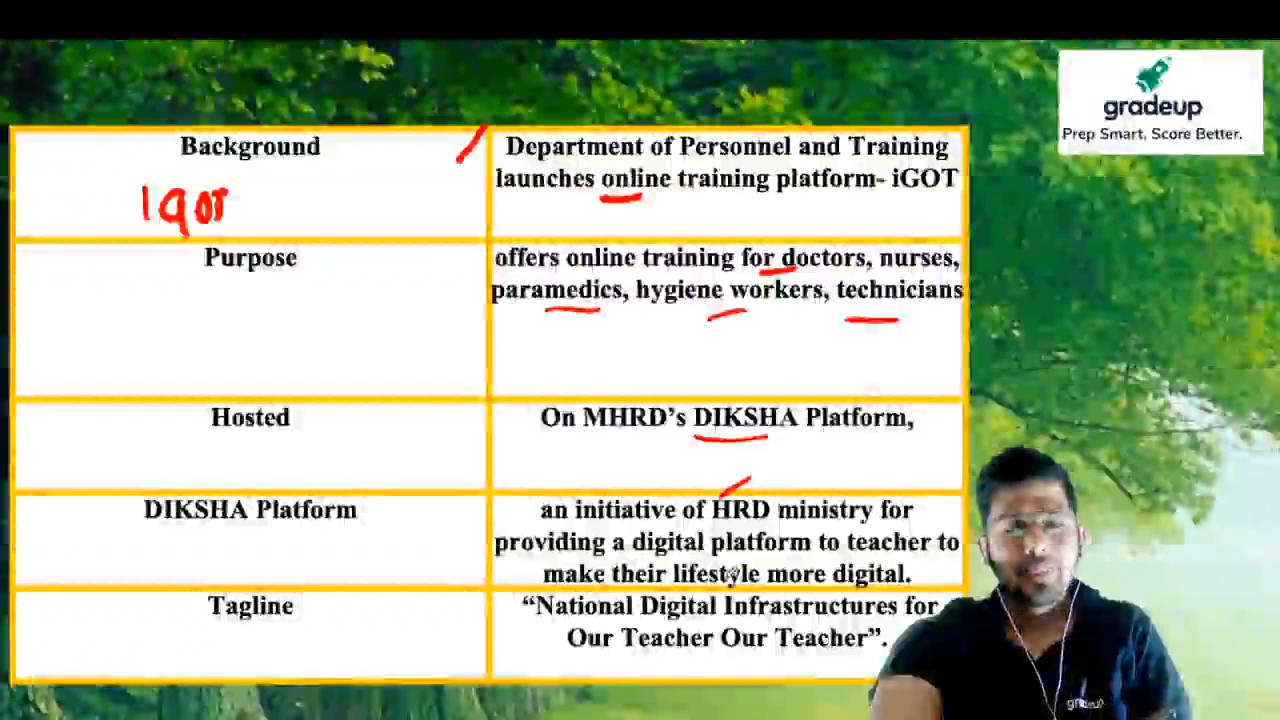 gradeup
Prep Smart. Score Better.
Background
Department of Personnel and Training
launches online training platform- iGOT
IGOT
Purpose
offers online training for doctors, nurses,
paramedics, hygiene workers, technicians
Hosted
On MHRD's DIKSHA Platform,
DIKSHA Platform
an initiative of HRD ministry for
providing a digital platform to teacher to
make their lifestyle more digital.
Tagline
“National Digital Infrastructures for
Our Teacher Our Teacher”.
gradeup